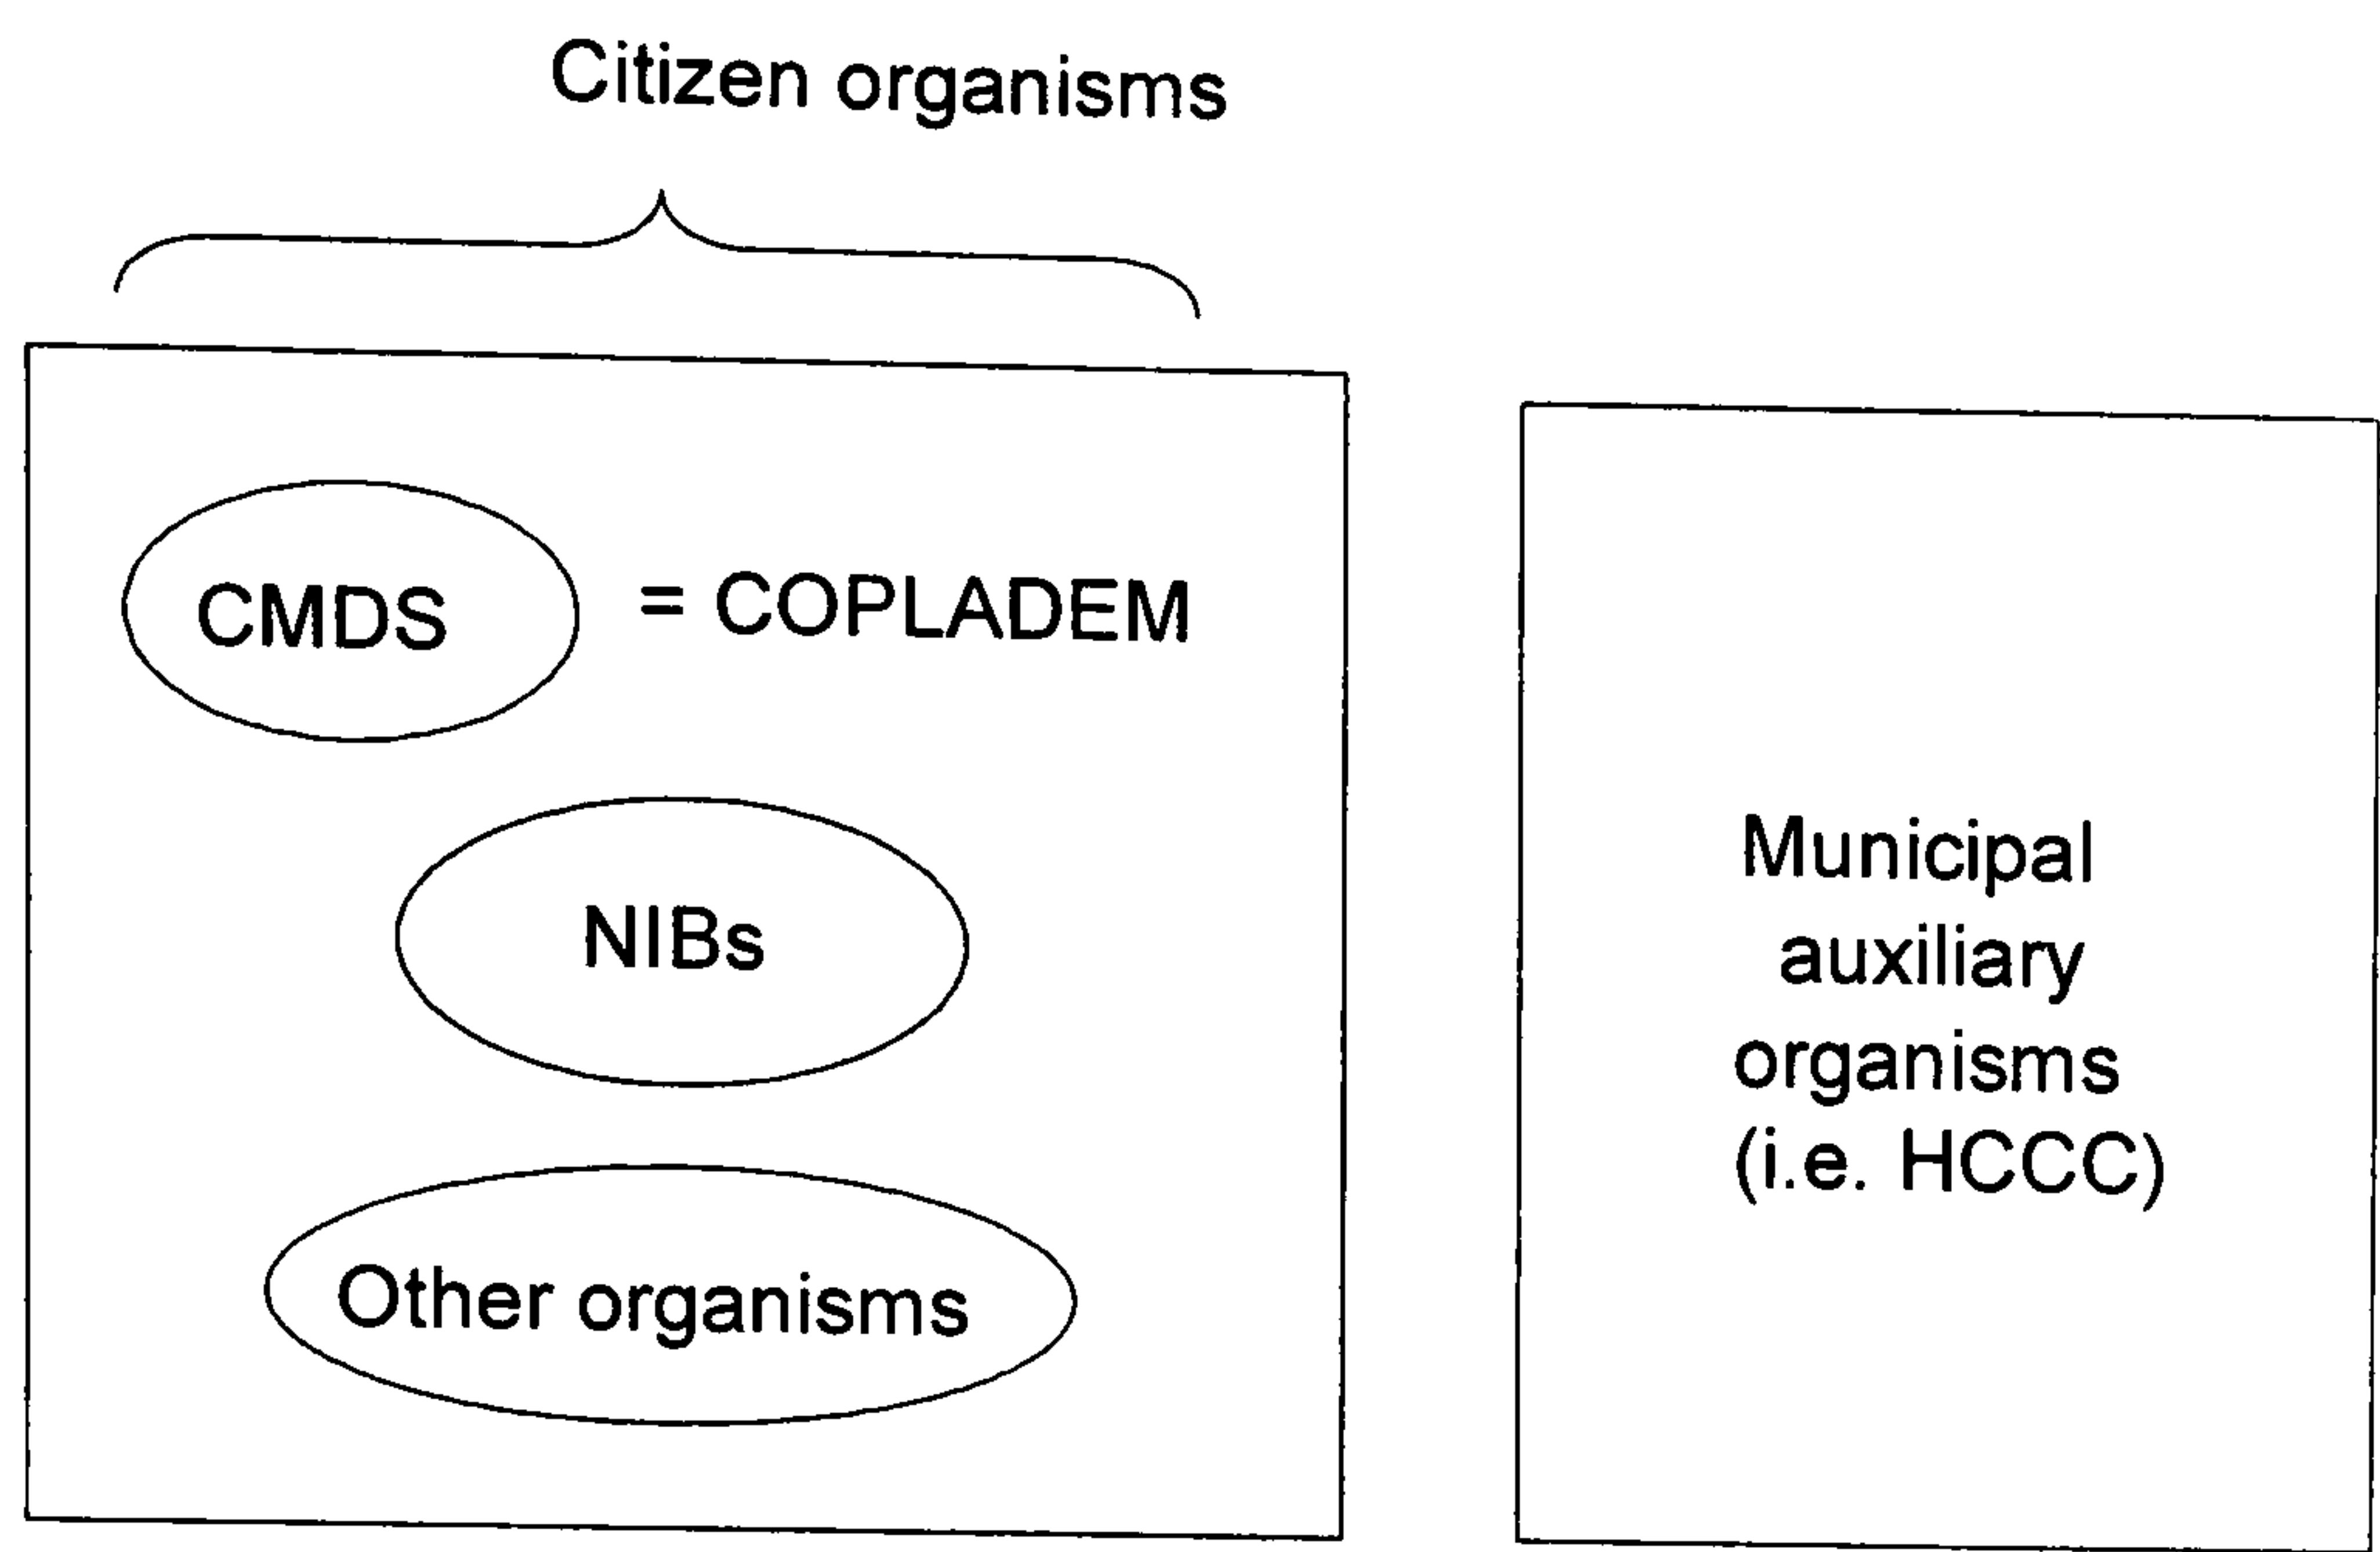 Citizen organisms
CMDS = COPLADEM
NIBs
Other organisms
Municipal
auxiliary
organisms
(i.e. HCCC)